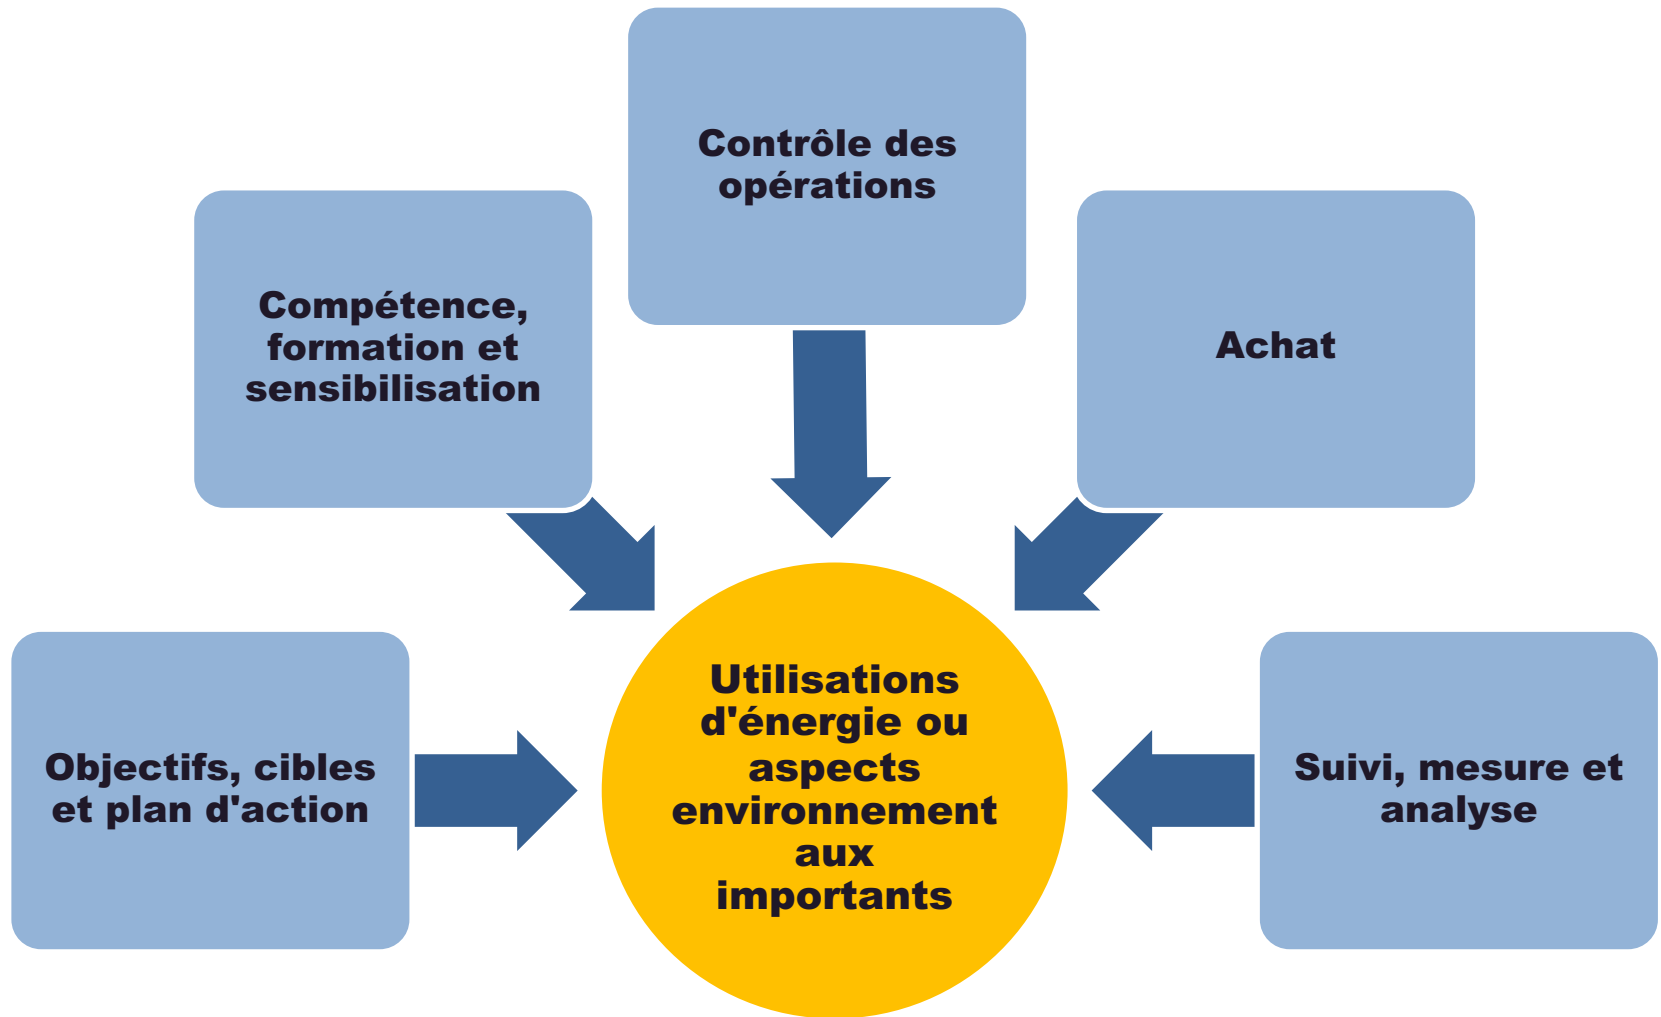 Contrôle des
opérations
Compétence,
formation et
sensibilisation
Achat
Objectifs, cibles
et plan d'action
Utilisations
d'énergie ou
aspects
environnement
aux
importants
Suivi, mesure et
analyse